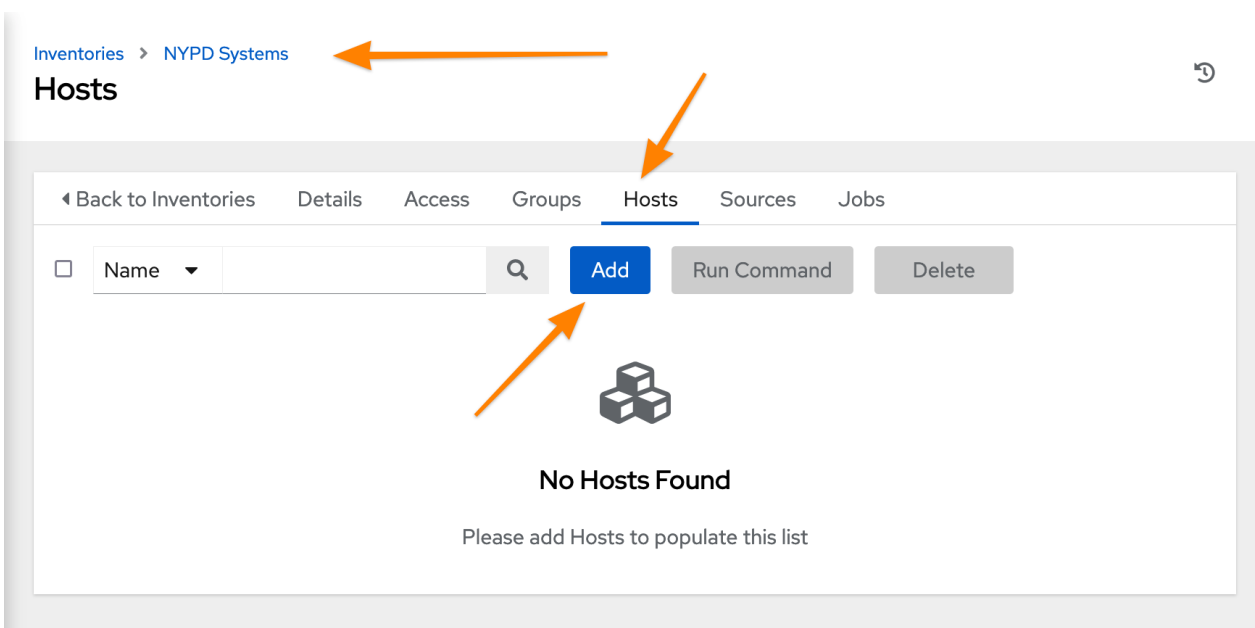 Inventories > NYPD Systems
Hosts
Back to Inventories Details Access Groups Hosts Sources Jobs
Name Add Run Command Delete
No Hosts Found
Please add Hosts to populate this list